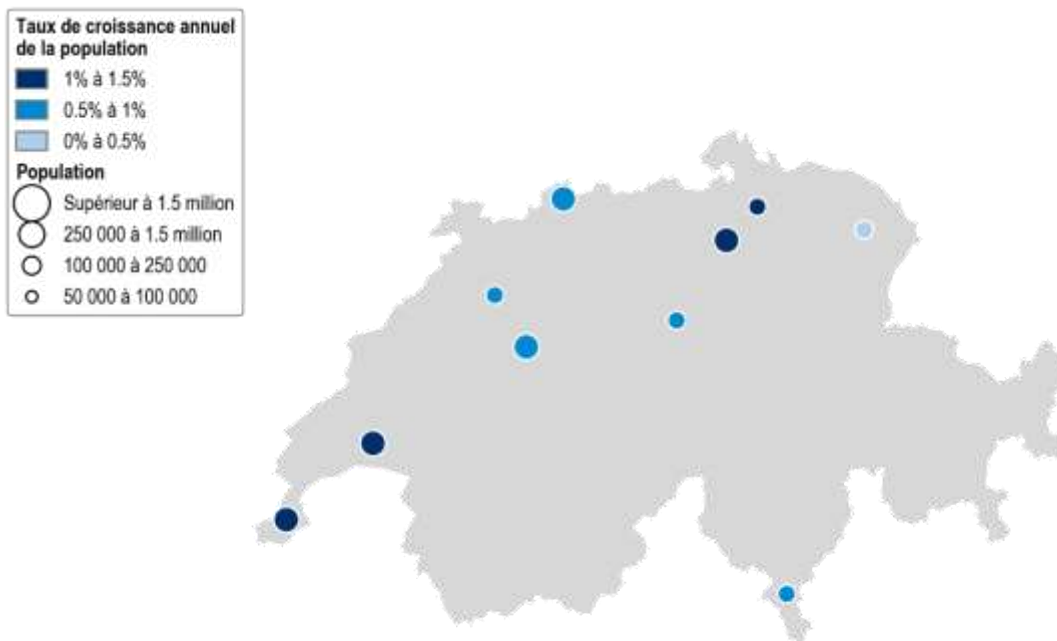 Taux de croissance annuel
de la population
1% à 1.5%
0.5% à 1%
0% à 0.5%
Population
Supérieur à 1.5 million
250 000 à 1.5 million
100 000 à 250 000
50 000 à 100 000